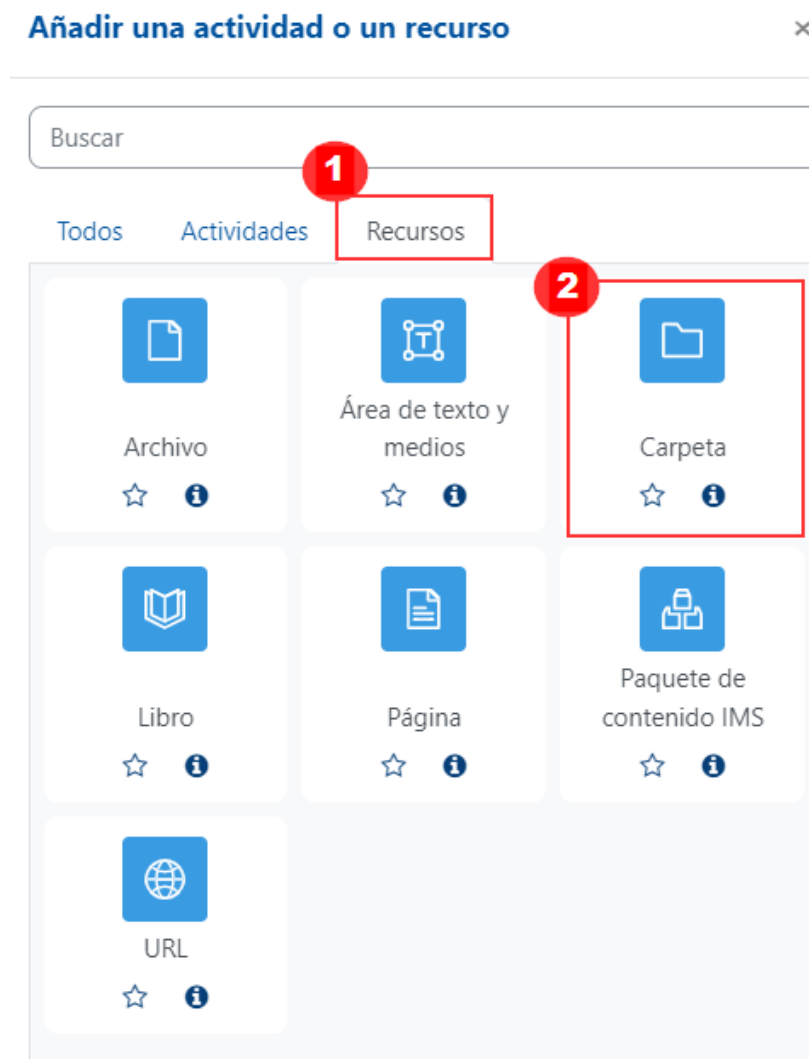 Añadir una actividad o un recurso
×
Buscar
1
Todos Actividades Recursos
2
Archivo
Área de texto y
medios
Carpeta
Libro
Página
Paquete de
contenido IMS
URL